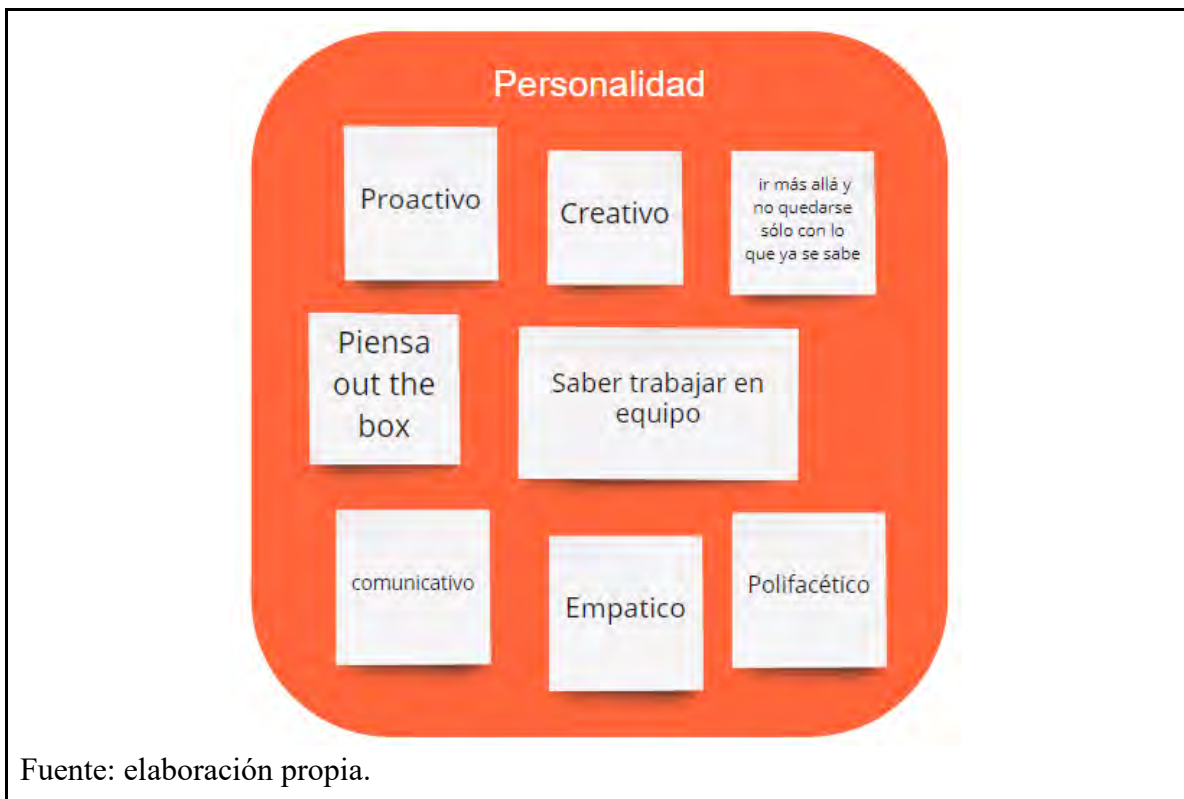 Personalidad
Proactivo
Creativo
ir más allá y
no quedarse
sólo con lo
que ya se sabe
Piensa
out the
box
Saber trabajar en
equipo
comunicativo
Empatico
Polifacético
Fuente: elaboración propia.